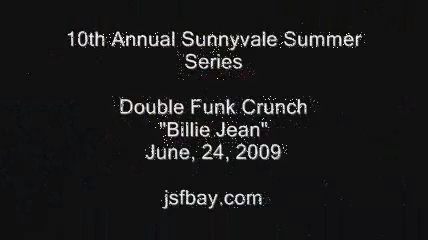 10th Annual Sunnyvale Summer
Series
Double Funk Crunch
"Billie Jean"
June, 24, 2009
jsfbay.com